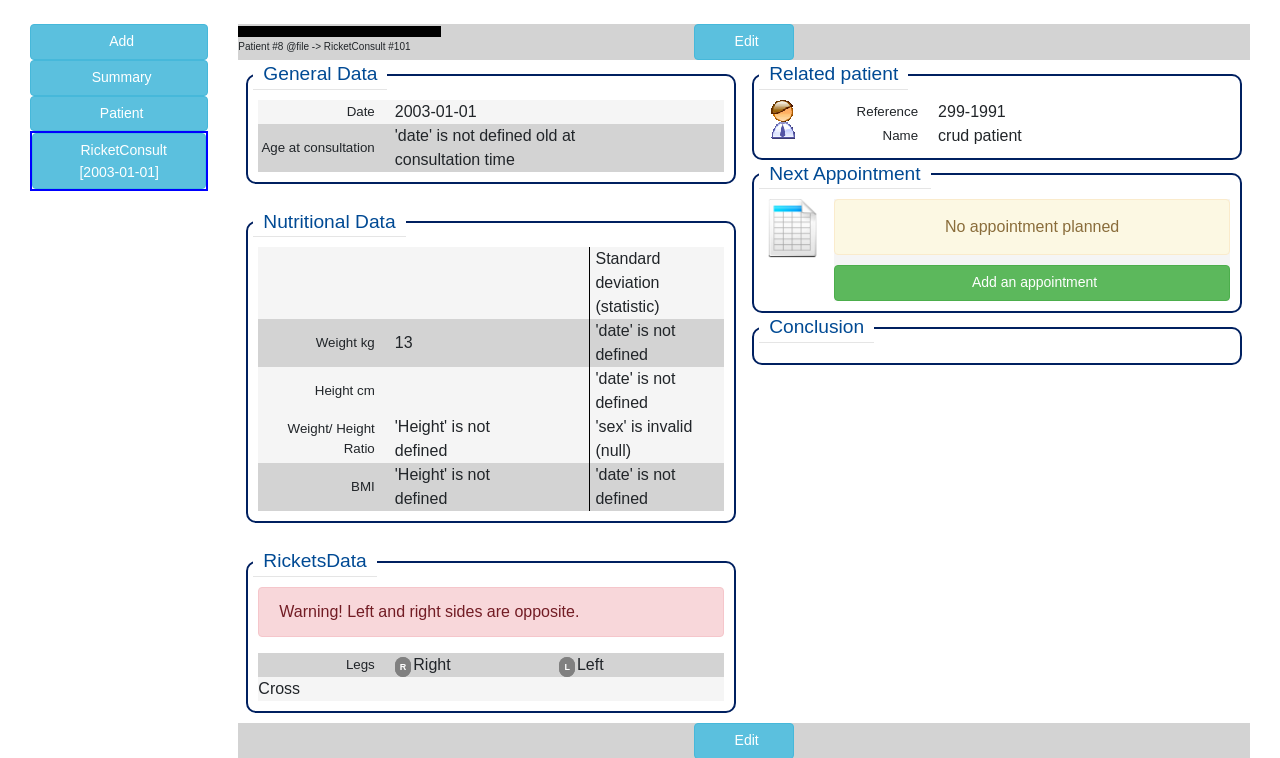 Add
Summary
Patient
RicketConsult
[2003-01-01]
Patient #8 @file -> RicketConsult #101
Edit
General Data
Date 2003-01-01
Age at consultation 'date' is not defined old at
consultation time
Nutritional Data
Standard
deviation
(statistic)
Weight kg 13 'date' is not
defined
Height cm 'date' is not
defined
Weight/ Height 'Height' is not 'sex' is invalid
Ratio defined (null)
BMI 'Height' is not 'date' is not
defined defined
RicketsData
Warning! Left and right sides are opposite.
Legs R Right L Left
Cross
Related patient
Reference 299-1991
Name crud patient
Next Appointment
No appointment planned
Add an appointment
Conclusion
Edit